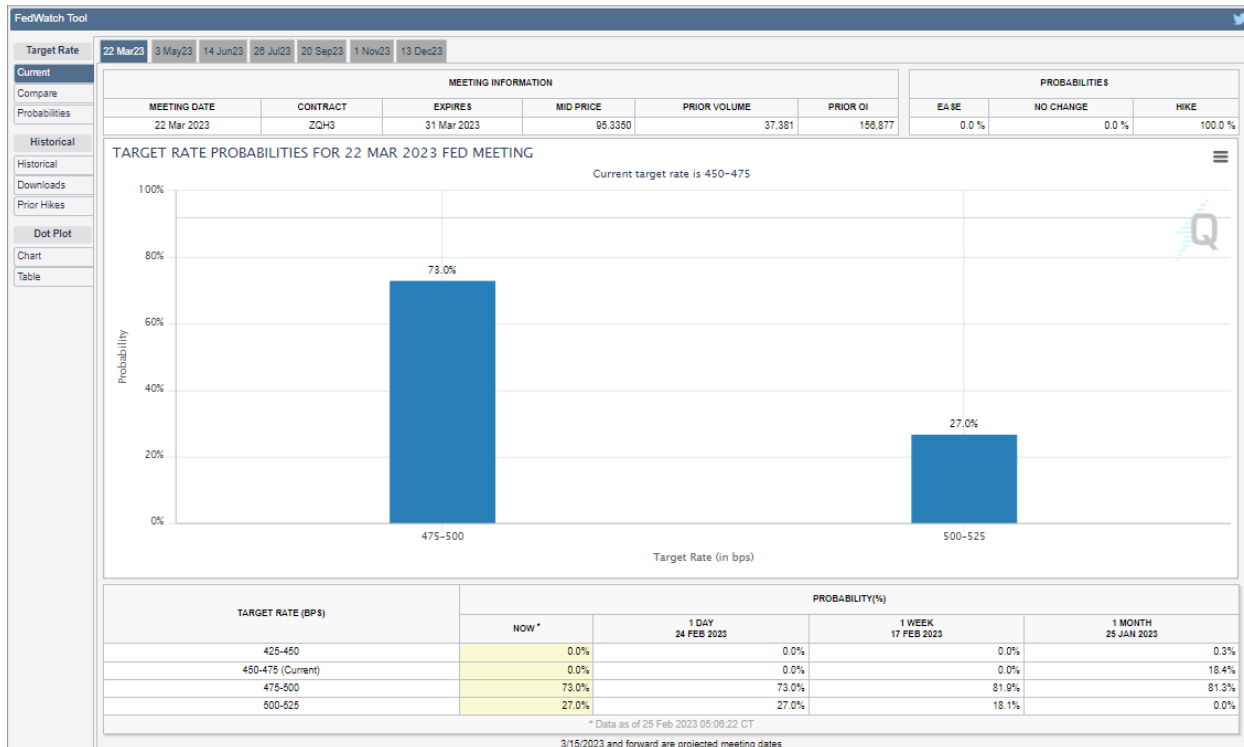 FedWatch Tool
Target Rate
Current
Compare
Probabilities
Historical
Historical
Downloads
Prior Hikes
Dot Plot
Chart
Table
22 Mar23 3 May23 14 Jun23 26 Jul23 20 Sep23 1 Nov23 13 Dec23
MEETING INFORMATION
MEETING DATE CONTRACT EXPIRES MID PRICE PRIOR VOLUME PRIOR OI
22 Mar 2023 ZQH3 31 Mar 2023 95.3350 37,381 156,877
PROBABILITIES
EASE NO CHANGE HIKE
0.0 % 0.0 % 100.0 %
TARGET RATE PROBABILITIES FOR 22 MAR 2023 FED MEETING
Current target rate is 450-475
Q
Probability
100%
80%
60%
40%
20%
0%
73.0%
27.0%
475-500 500-525
Target Rate (in bps)
TARGET RATE (BPS) PROBABILITY(%)
NOW * 1 DAY 24 FEB 2023 1 WEEK 17 FEB 2023 1 MONTH 25 JAN 2023
425-450 0.0% 0.0% 0.0% 0.3%
450-475 (Current) 0.0% 0.0% 0.0% 18.4%
475-500 73.0% 73.0% 81.9% 81.3%
500-525 27.0% 27.0% 18.1% 0.0%
* Data as of 25 Feb 2023 05:06:22 CT
3/15/2023 and forward are projected meeting dates